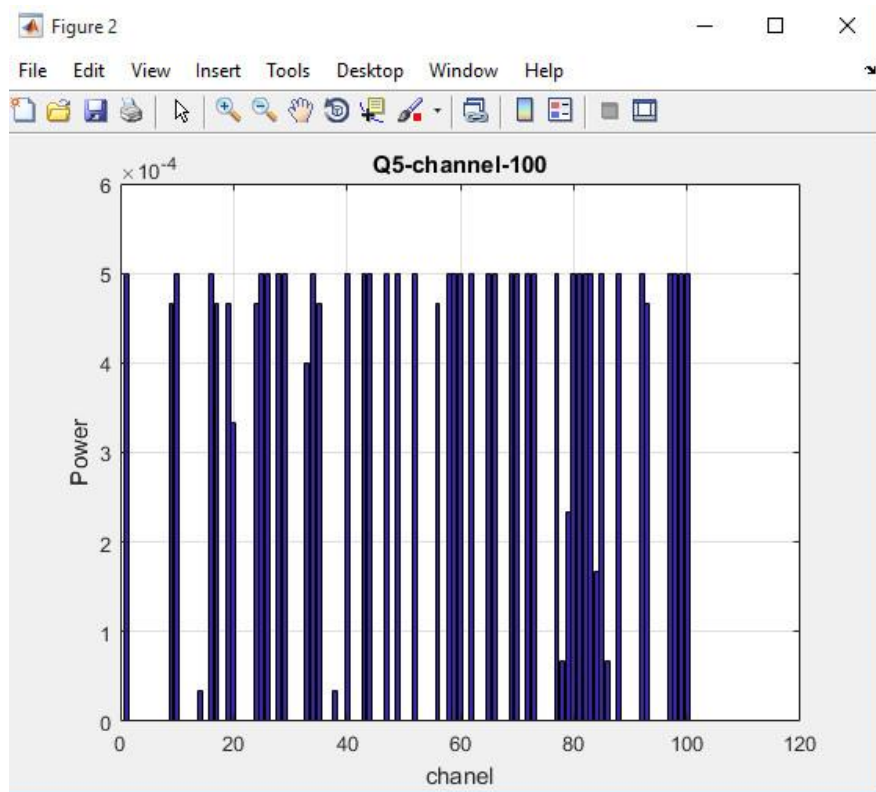 Figure 2
File Edit View Insert Tools Desktop Window Help
Q5-channel-100
×10-4
6
5
4
3
2
1
0
Power
0 20 40 60 80 100 120
chanel